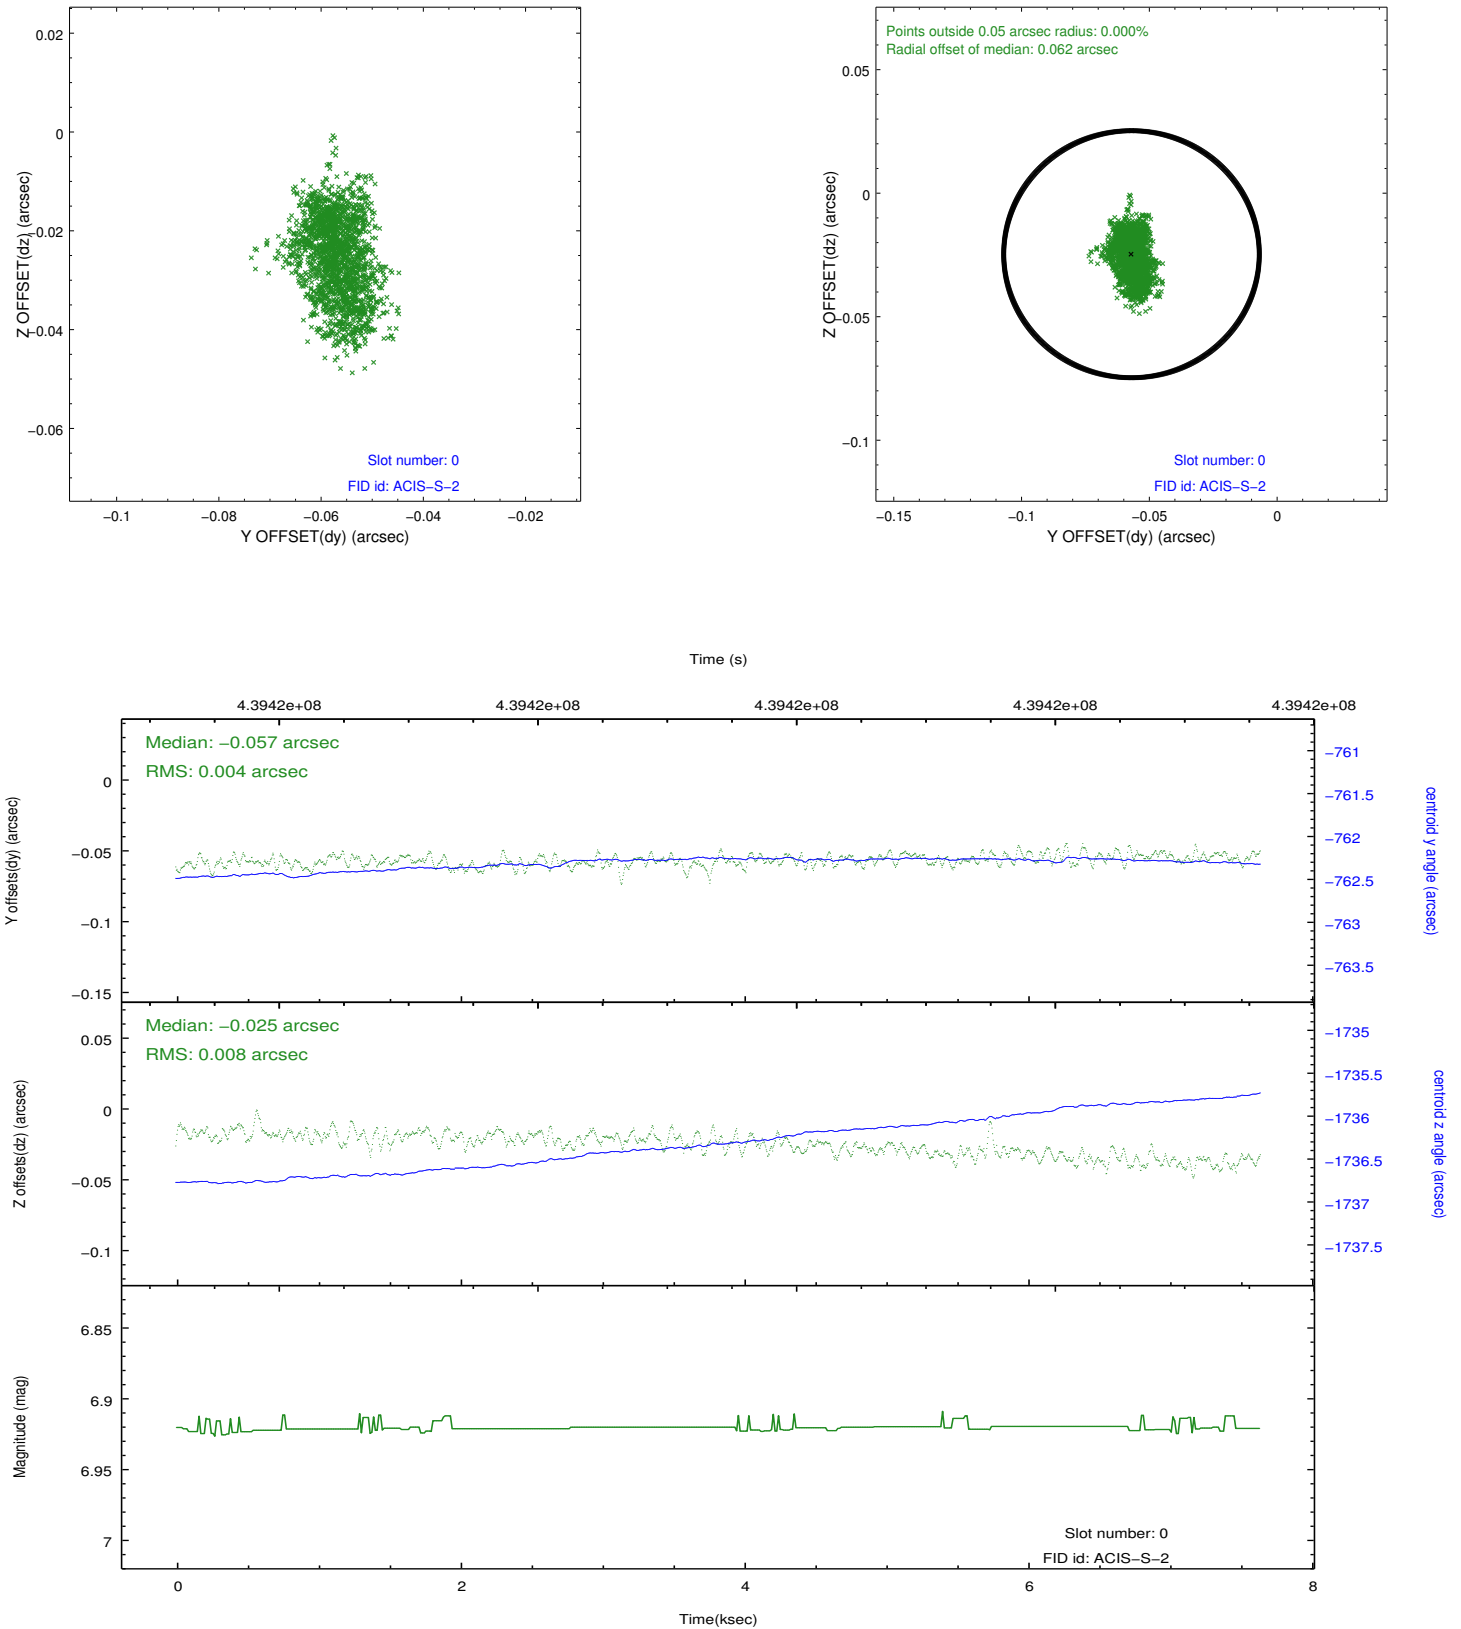 0.02
0
−0.02
−0.04
−0.06
Z OFFSET(dz) (arcsec)
Slot number: 0
FID id: ACIS−S−2
−0.1
−0.08
−0.06
−0.04
−0.02
Y OFFSET(dy) (arcsec)
Points outside 0.05 arcsec radius: 0.000%
Radial offset of median: 0.062 arcsec
0.05
0
−0.05
−0.1
Z OFFSET(dz) (arcsec)
Slot number: 0
FID id: ACIS−S−2
−0.15
−0.1
−0.05
0
Y OFFSET(dy) (arcsec)
Time (s)
4.3942e+08
4.3942e+08
4.3942e+08
4.3942e+08
4.3942e+08
Median: −0.057 arcsec
RMS: 0.004 arcsec
0
−0.05
−0.1
−0.15
Y offsets(dy) (arcsec)
−761
−761.5
−762
−762.5
−763
−763.5
centroid y angle (arcsec)
Median: −0.025 arcsec
RMS: 0.008 arcsec
0.05
0
−0.05
−0.1
Z offsets(dz) (arcsec)
−1735
−1735.5
−1736
−1736.5
−1737
−1737.5
centroid z angle (arcsec)
6.85
6.9
6.95
7
Magnitude (mag)
Slot number: 0
FID id: ACIS−S−2
0
2
4
6
8
Time(ksec)